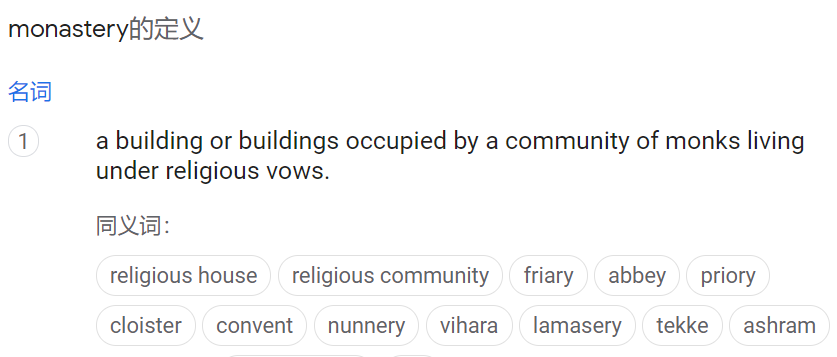 monastery的定义
名词
1 a building or buildings occupied by a community of monks living
under religious vows.
同义词：
religious house religious community friary abbey priory
cloister convent nunnery vihara lamasery tekke ashram